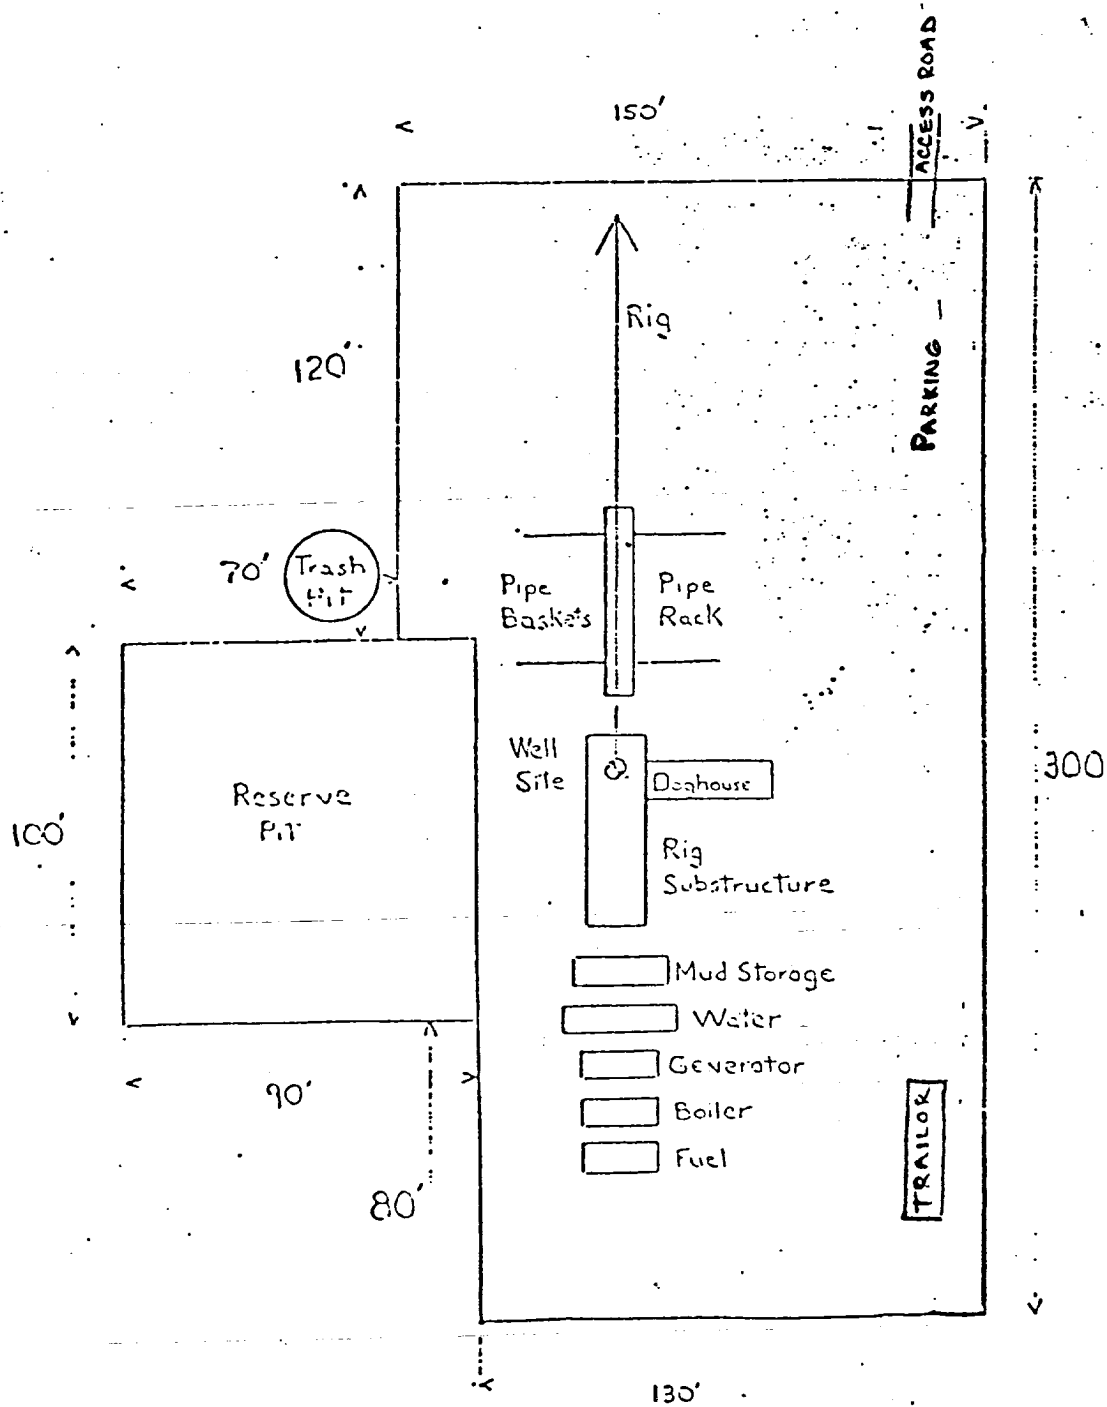 ACCESS ROAD
150'
Rig
120'
PARKING
70'
Trash
Pit
Pipe
Baskets
Pipe
Rack
Well
Site
Doghouse
300
Reserve
Pit
100'
Rig
Substructure
Mud Storage
Water
Generator
90'
Boiler
Fuel
TRAILOR
80'
130'